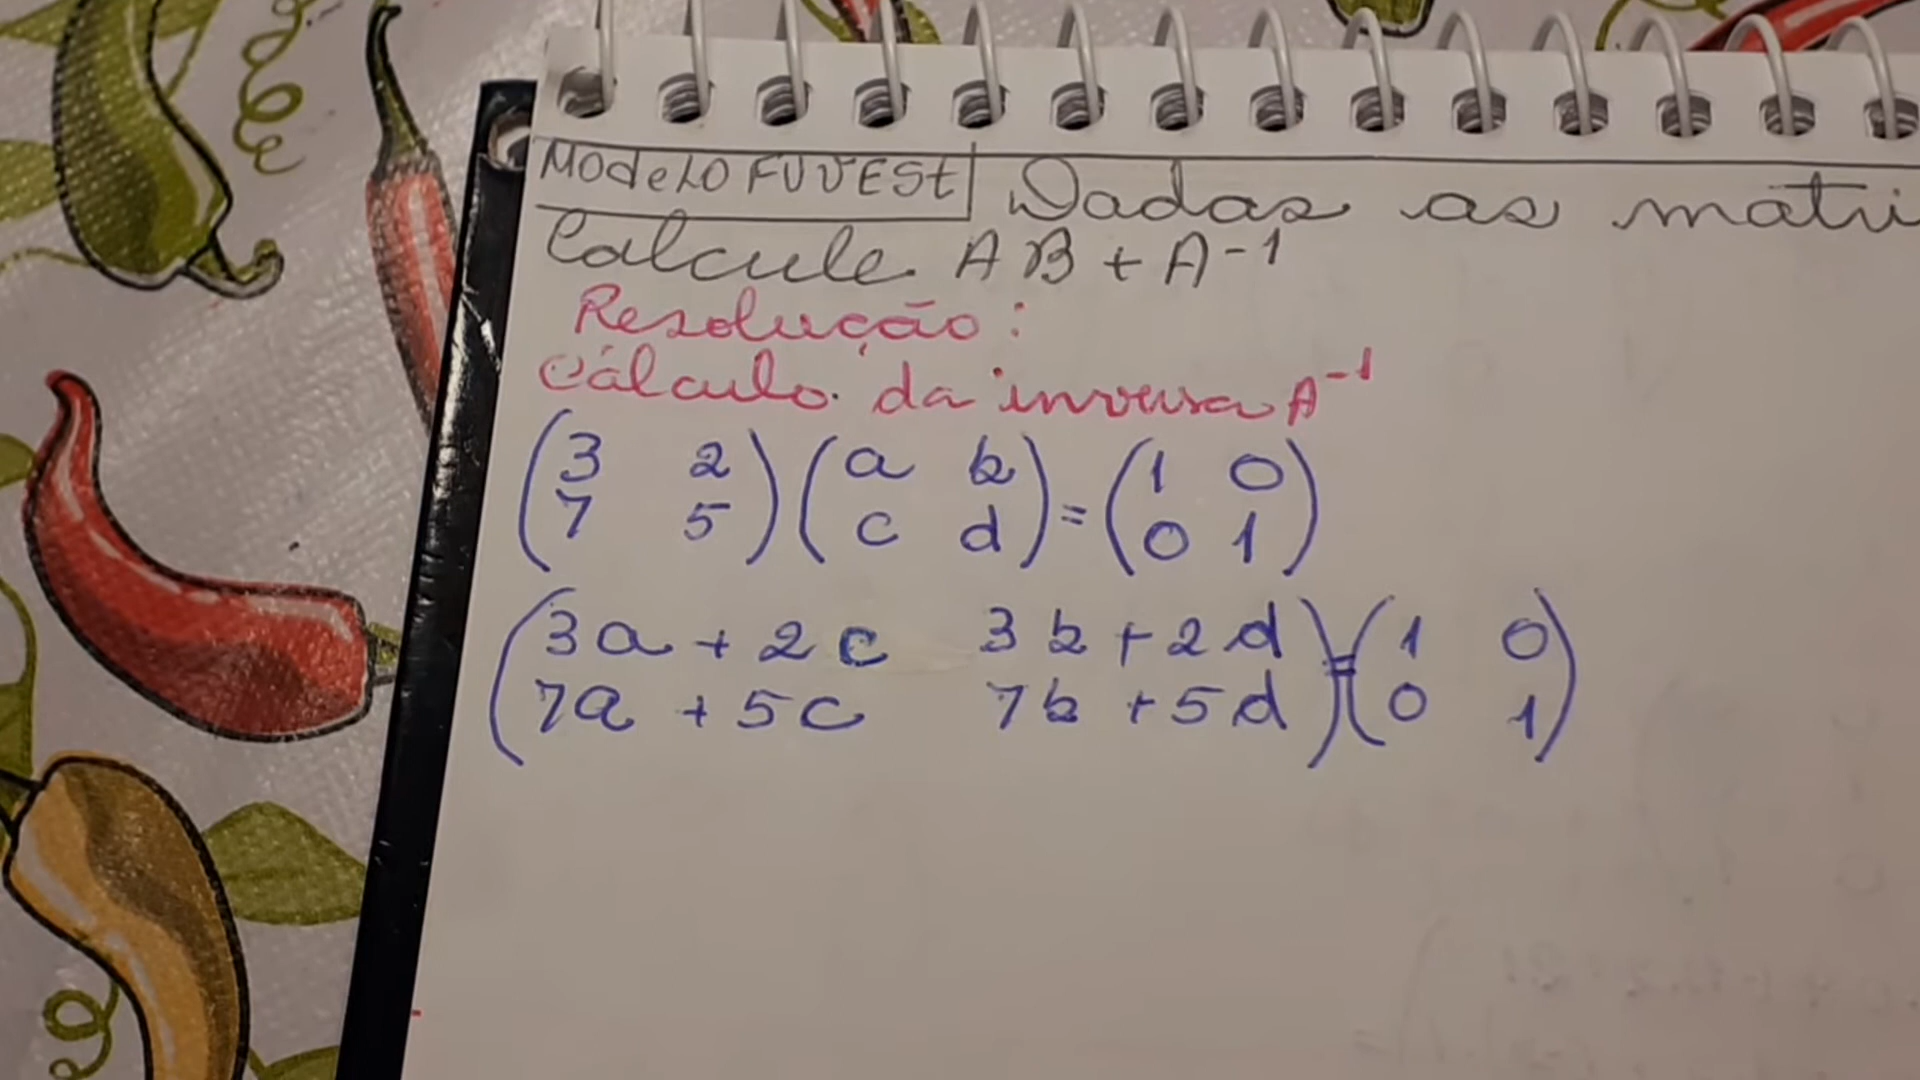 Modelo FUVEST Dadas as matri
Calcule AB + A-1
Resolução:
Cálculo da inversa A-1
(3 2) (a b) = (1 0)
(7 5) (c d) (0 1)
(3a + 2c 3b + 2d) = (1 0)
(7a + 5c 7b + 5d) (0 1)